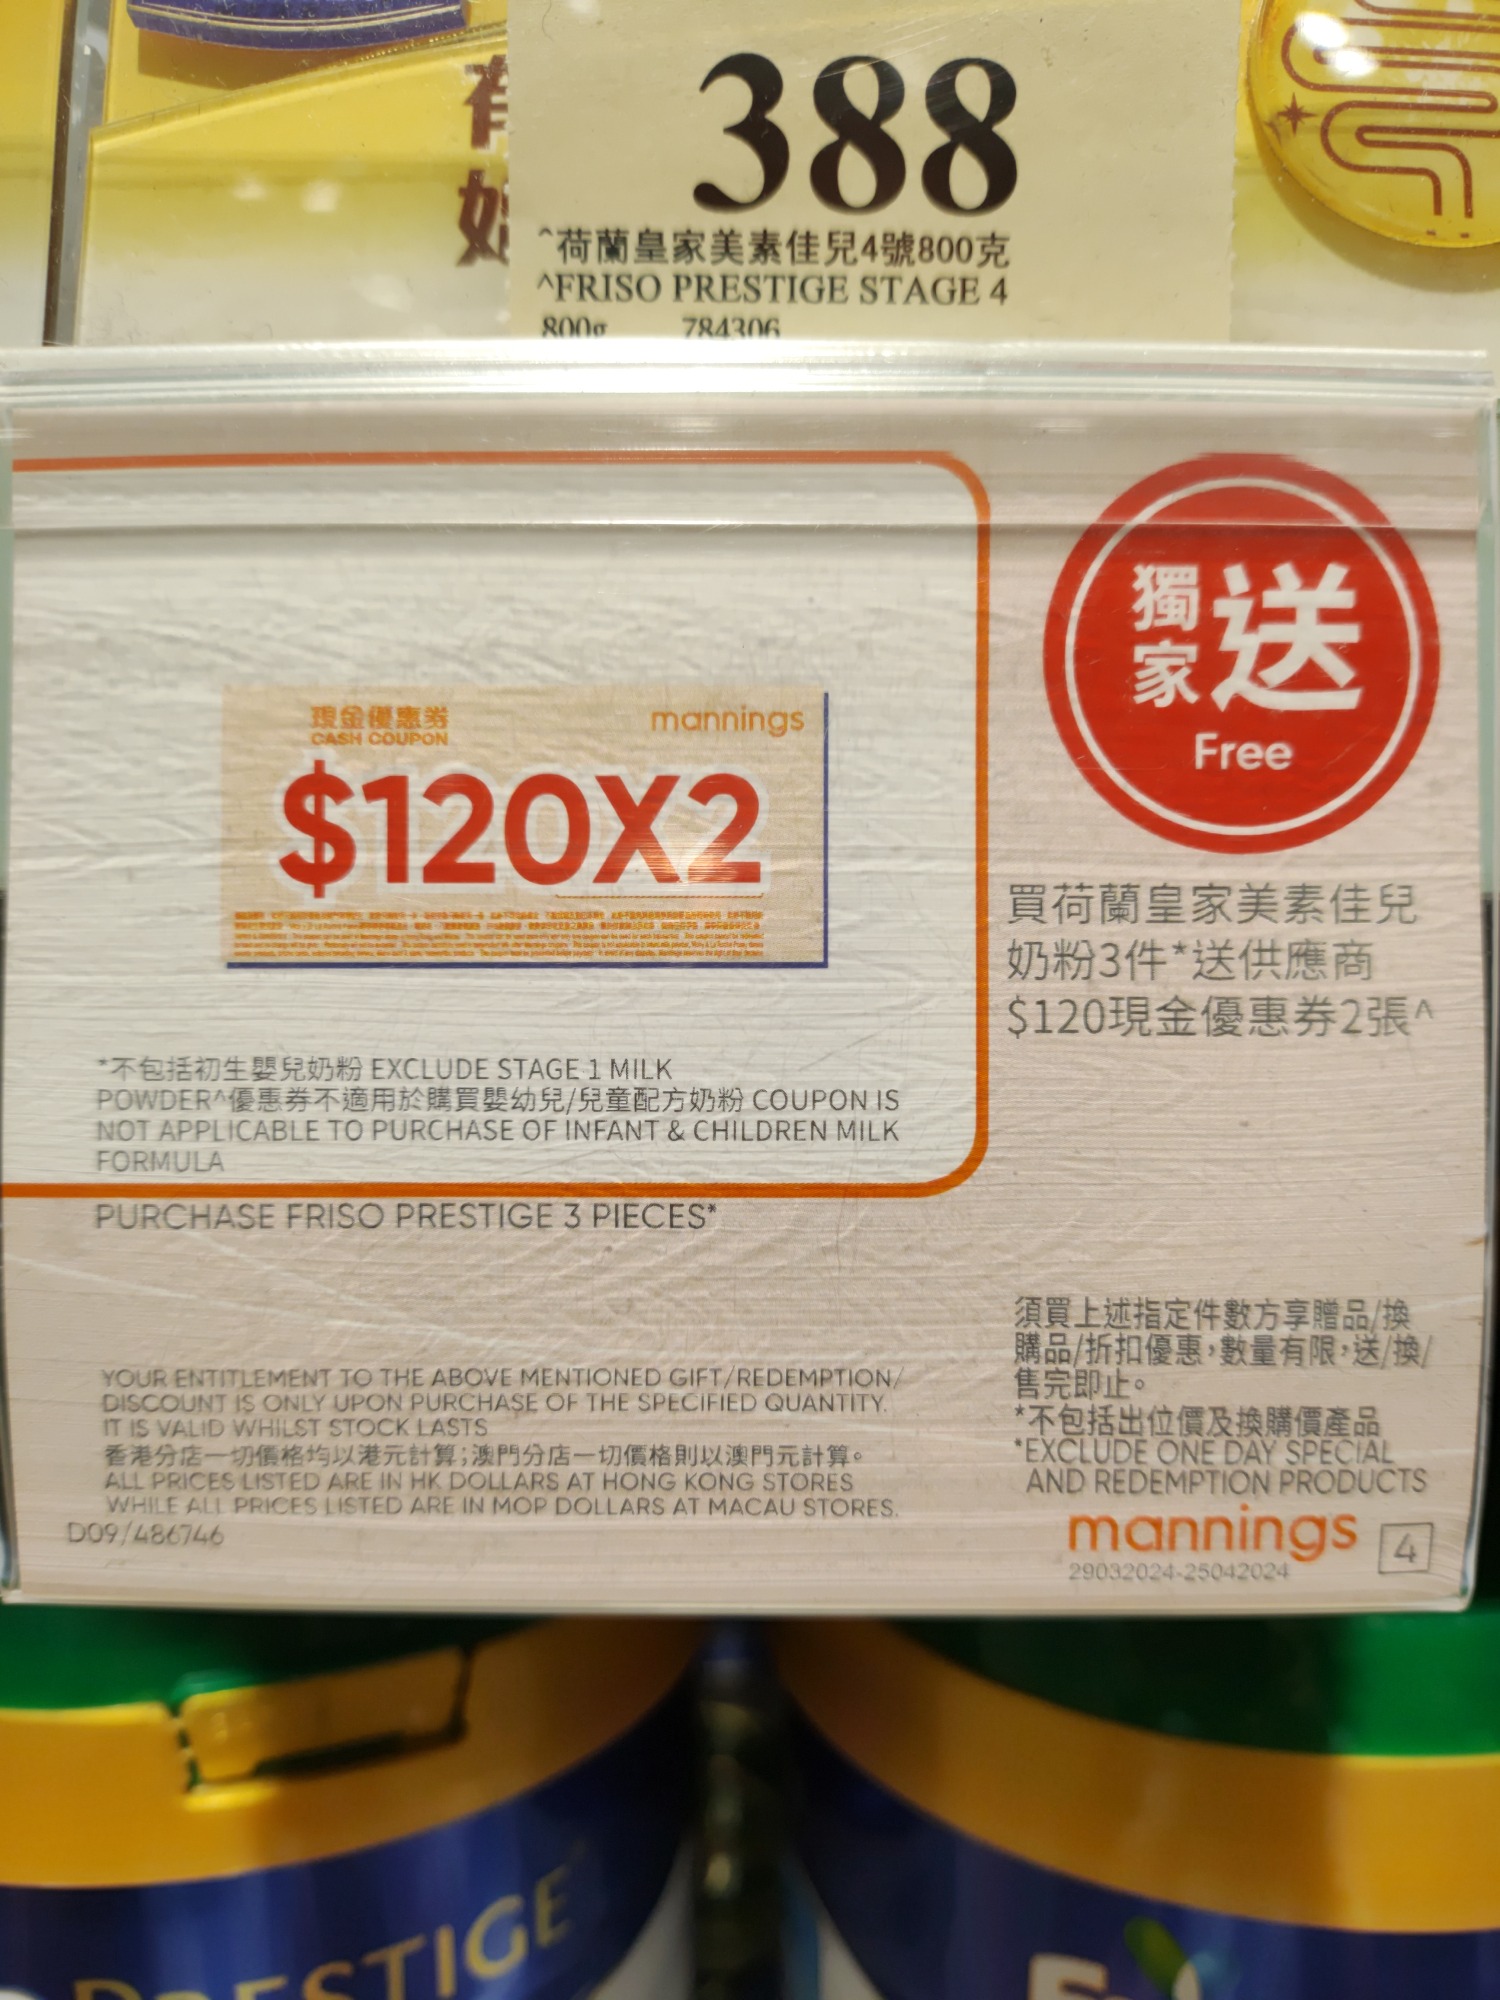 388
^荷蘭皇家美素佳兒4號800克
^FRISO PRESTIGE STAGE 4
800g 784306
獨家送
Free
現金優惠券
CASH COUPON
mannings
$120X2
買荷蘭皇家美素佳兒
奶粉3件*送供應商
$120現金優惠券2張^
*不包括初生嬰兒奶粉 EXCLUDE STAGE 1 MILK
POWDER^優惠券不適用於購買嬰幼兒/兒童配方奶粉 COUPON IS
NOT APPLICABLE TO PURCHASE OF INFANT & CHILDREN MILK
FORMULA
PURCHASE FRISO PRESTIGE 3 PIECES*
須買上述指定件數方享贈品/換
購品/折扣優惠,數量有限,送/換/
售完即止。
*不包括出位價及換購價產品
*EXCLUDE ONE DAY SPECIAL
AND REDEMPTION PRODUCTS
YOUR ENTITLEMENT TO THE ABOVE MENTIONED GIFT/REDEMPTION/
DISCOUNT IS ONLY UPON PURCHASE OF THE SPECIFIED QUANTITY.
IT IS VALID WHILST STOCK LASTS
香港分店一切價格均以港元計算;澳門分店一切價格則以澳門元計算。
ALL PRICES LISTED ARE IN HK DOLLARS AT HONG KONG STORES
WHILE ALL PRICES LISTED ARE IN MOP DOLLARS AT MACAU STORES.
D09/486746
mannings 4
29032024-25042024
PRESTIGE